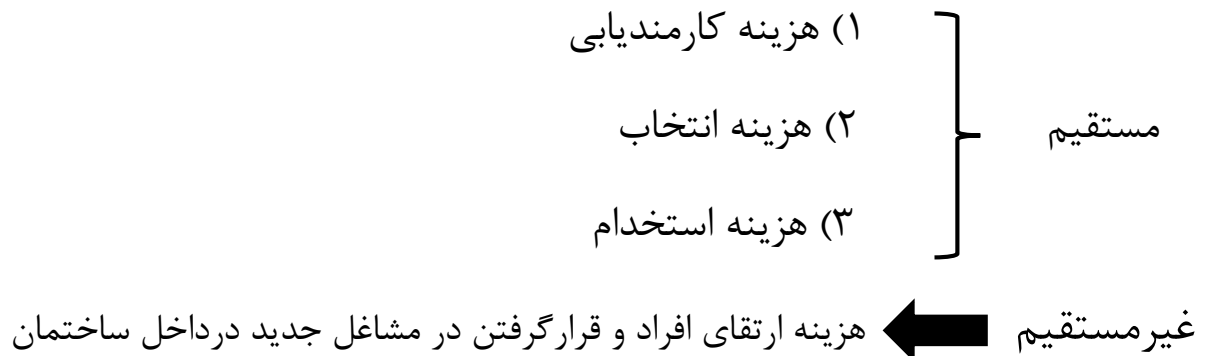 ۱) هزینه کارمندیابی
مستقیم ۲) هزینه انتخاب
۳) هزینه استخدام
غیرمستقیم هزینه ارتقای افراد و قرارگرفتن در مشاغل جدید درداخل ساختمان